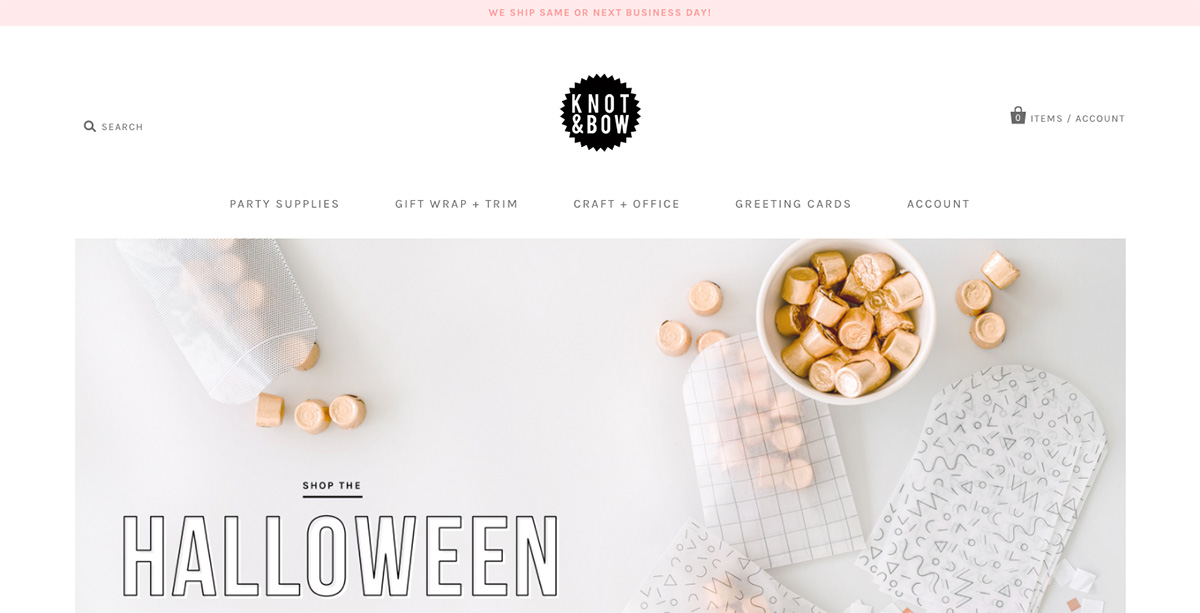 WE SHIP SAME OR NEXT BUSINESS DAY!
KNOT
&BOW
SEARCH
0 ITEMS / ACCOUNT
PARTY SUPPLIES GIFT WRAP + TRIM CRAFT + OFFICE GREETING CARDS ACCOUNT
SHOP THE
HALLOWEEN